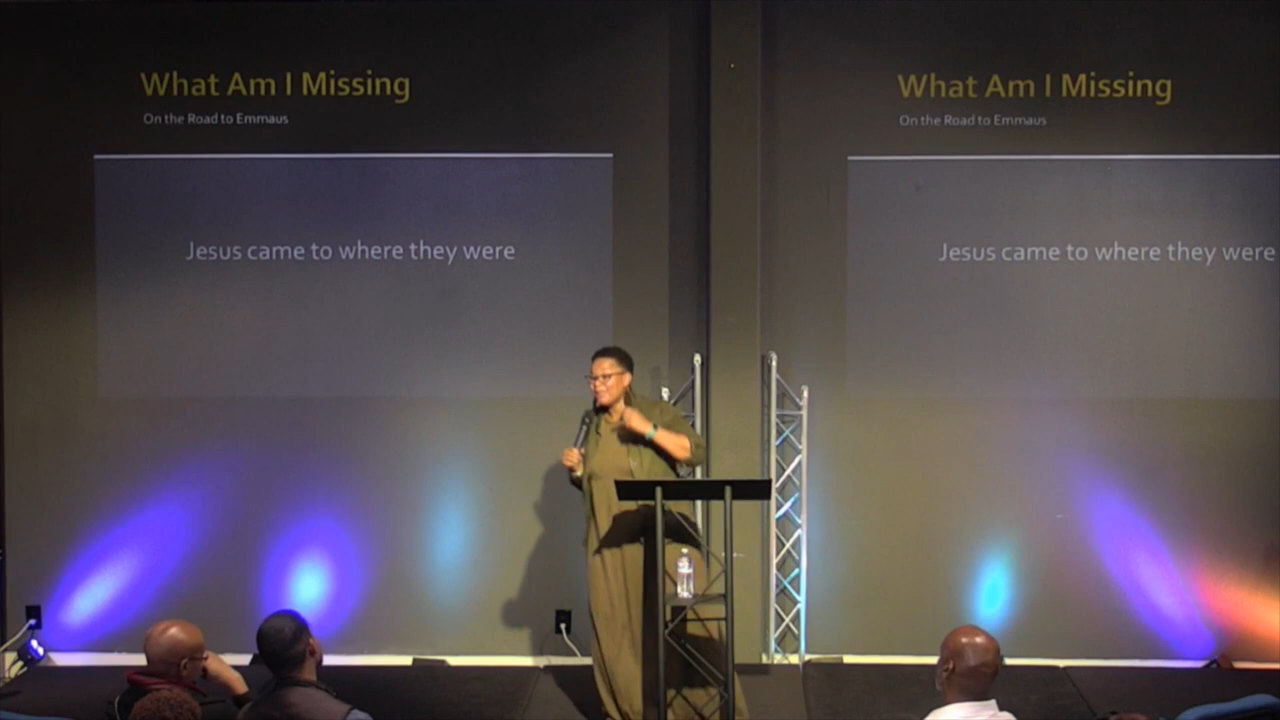 What Am I Missing
On the Road to Emmaus
Jesus came to where they were
What Am I Missing
On the Road to Emmaus
Jesus came to where they were